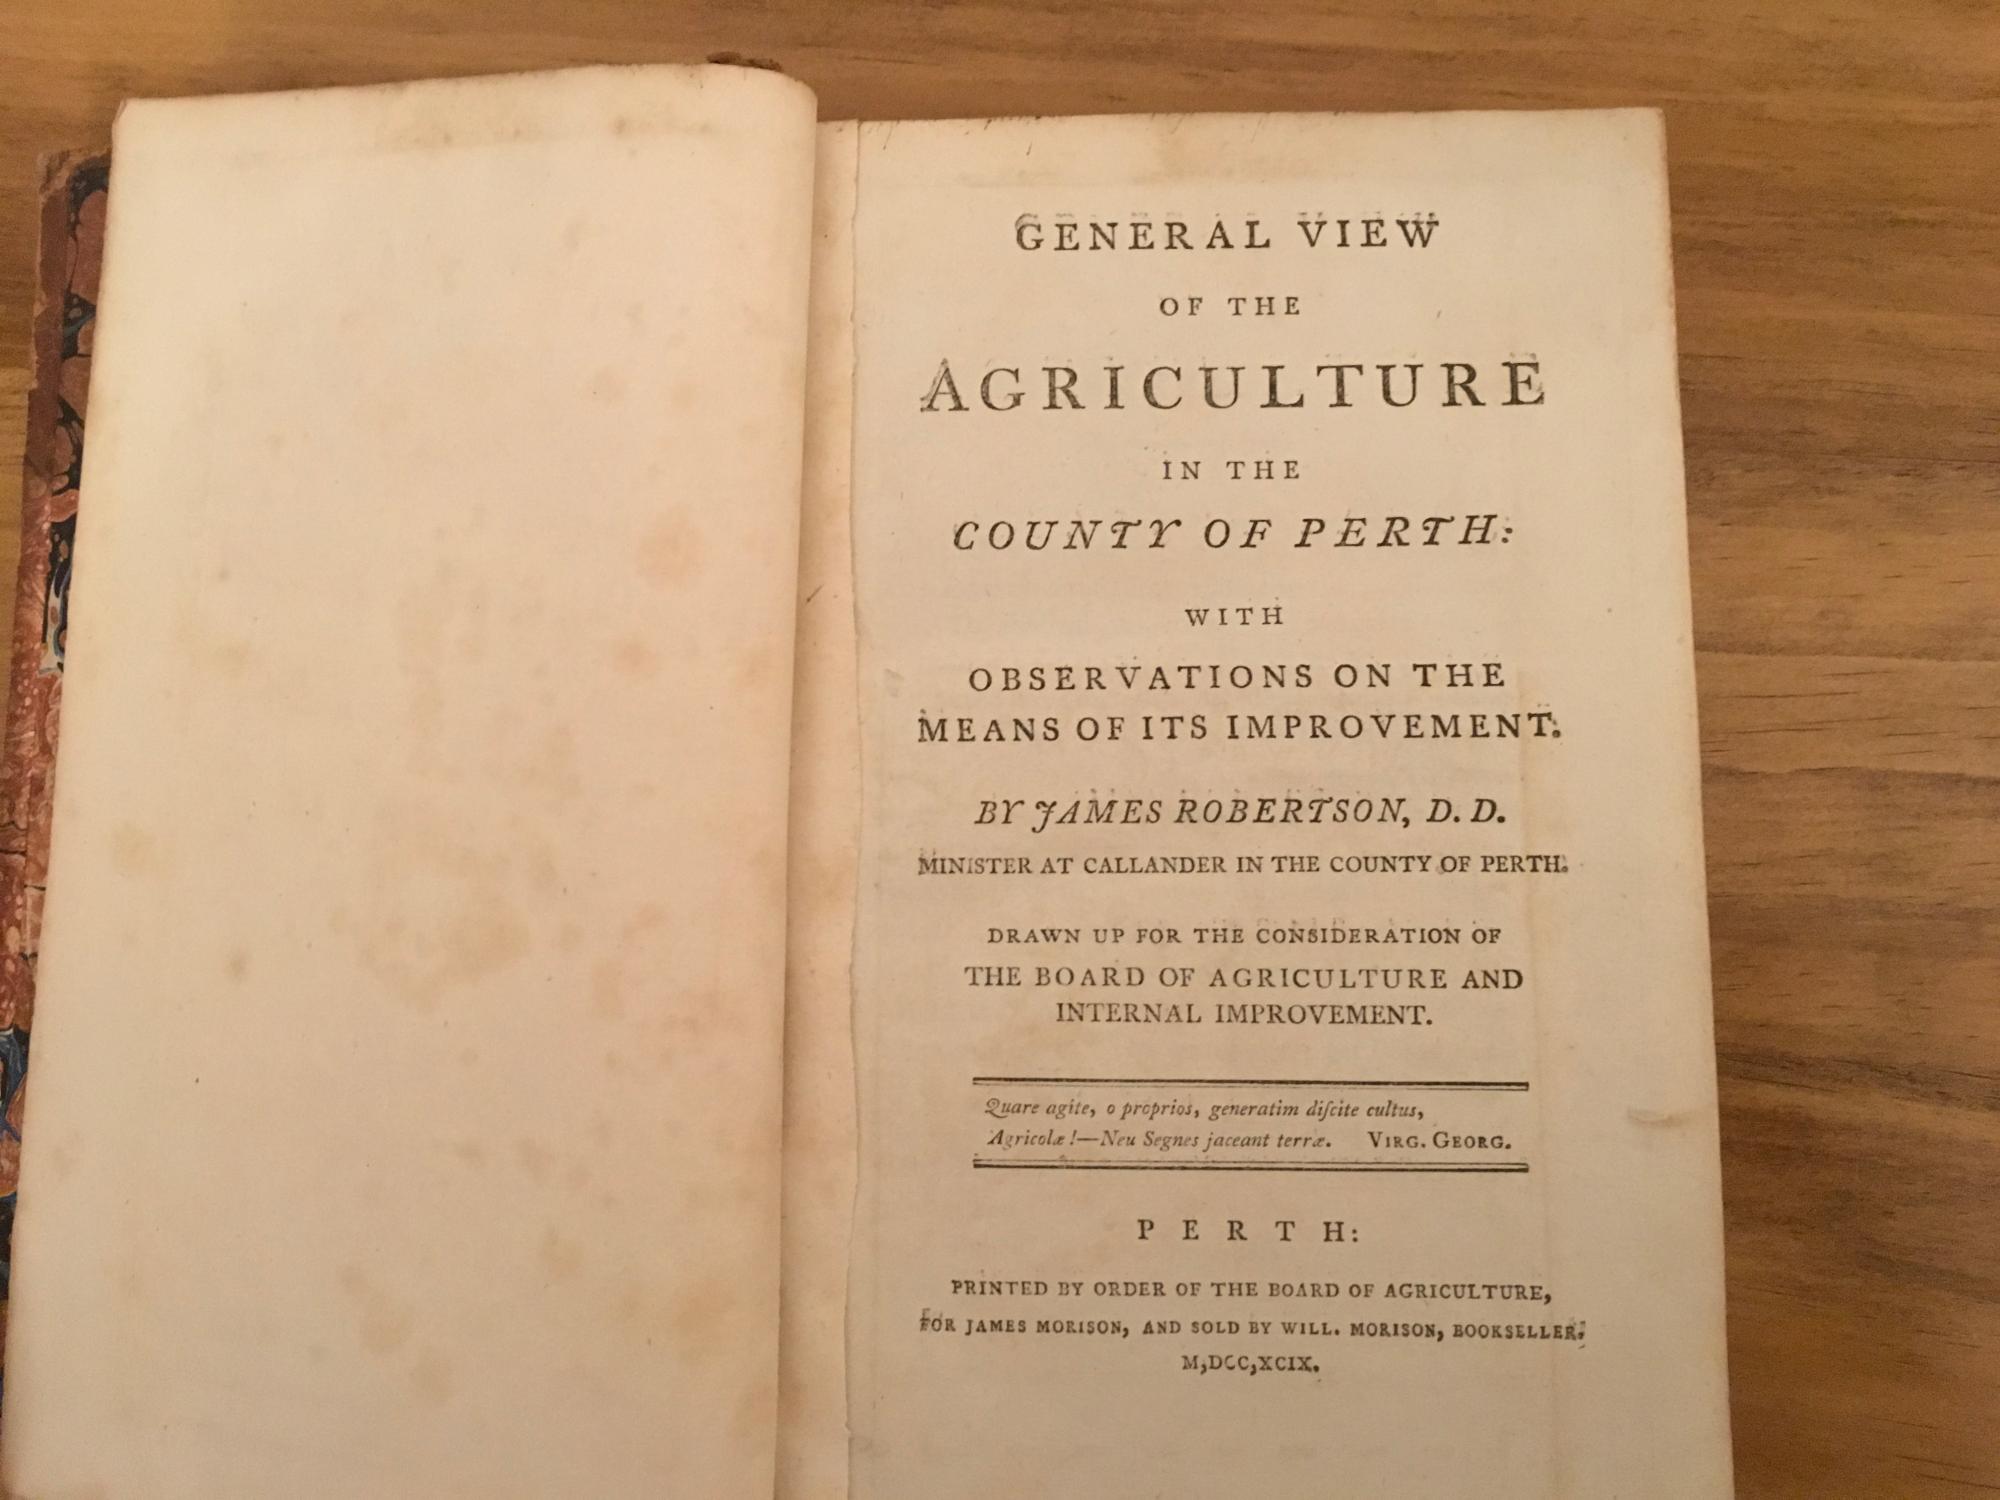 GENERAL VIEW
OF THE
AGRICULTURE
IN THE
COUNTY OF PERTH:
WITH
OBSERVATIONS ON THE
MEANS OF ITS IMPROVEMENT.
BY JAMES ROBERTSON, D. D.
MINISTER AT CALLANDER IN THE COUNTY OF PERTH.
DRAWN UP FOR THE CONSIDERATION OF
THE BOARD OF AGRICULTURE AND
INTERNAL IMPROVEMENT.
Quare agite, o proprios, generatim diſcite cultus,
Agricolæ!—Neu Segnes jaceant terræ. VIRG. GEORG.
PERTH:
PRINTED BY ORDER OF THE BOARD OF AGRICULTURE,
FOR JAMES MORISON, AND SOLD BY WILL. MORISON, BOOKSELLER.
M,DCC,XCIX.